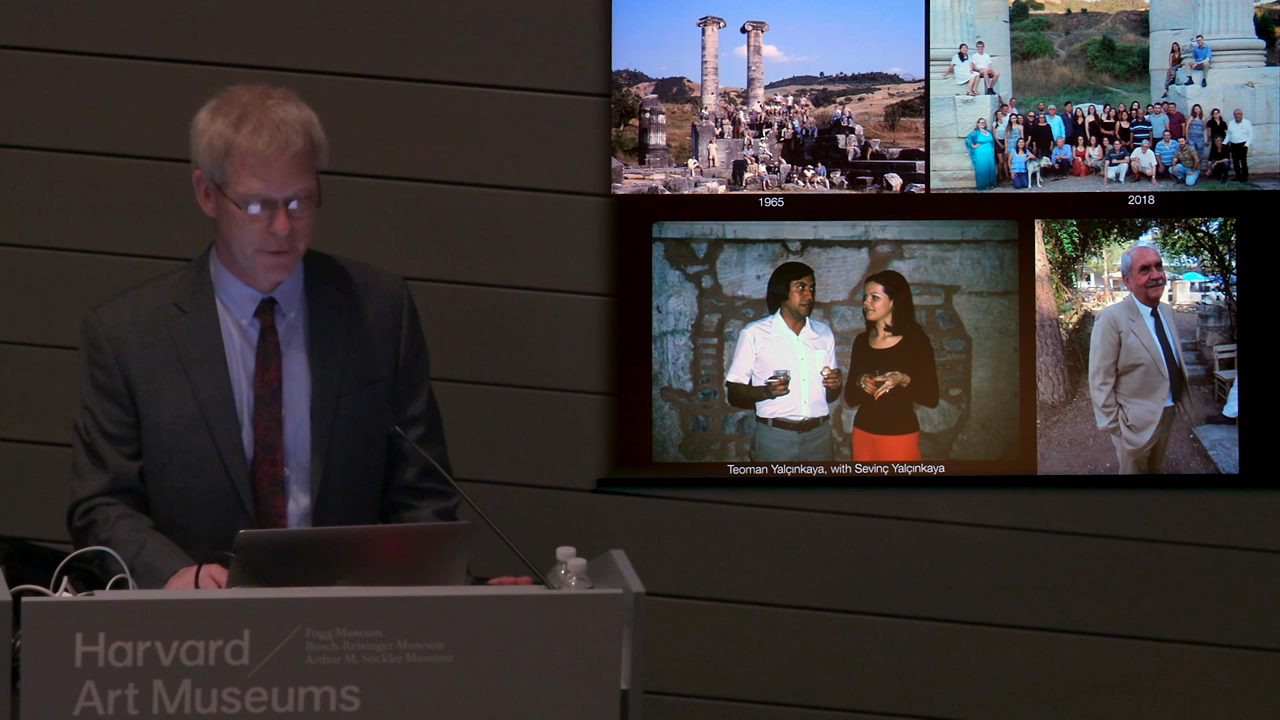 1965
2018
Teoman Yalçınkaya, with Sevinç Yalçınkaya
Harvard
Art Museums
Fogg Museum
Busch-Reisinger Museum
Arthur M. Sackler Museum